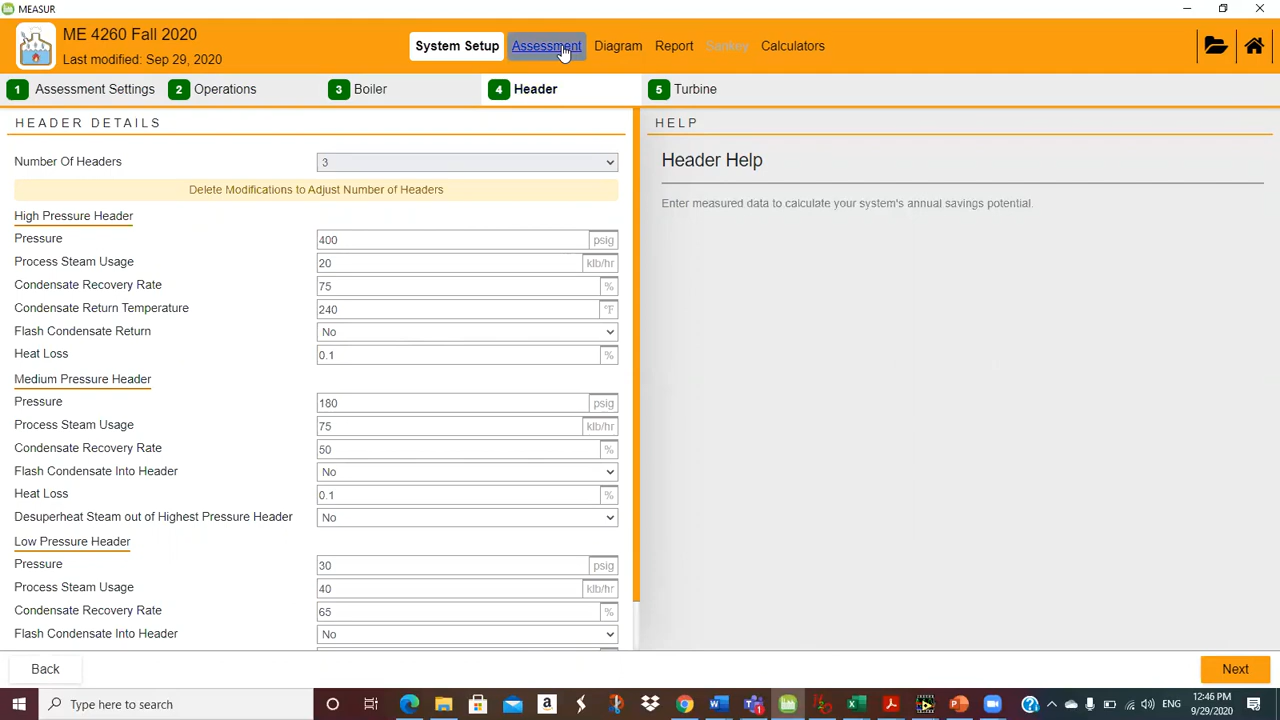 MEASUR
ME 4260 Fall 2020
Last modified: Sep 29, 2020
System Setup Assessment Diagram Report Sankey Calculators
1 Assessment Settings 2 Operations 3 Boiler 4 Header 5 Turbine
HEADER DETAILS
Number Of Headers 3
Delete Modifications to Adjust Number of Headers
High Pressure Header
Pressure 400 psig
Process Steam Usage 20 klb/hr
Condensate Recovery Rate 75 %
Condensate Return Temperature 240 °F
Flash Condensate Return No
Heat Loss 0.1 %
Medium Pressure Header
Pressure 180 psig
Process Steam Usage 75 klb/hr
Condensate Recovery Rate 50 %
Flash Condensate Into Header No
Heat Loss 0.1 %
Desuperheat Steam out of Highest Pressure Header No
Low Pressure Header
Pressure 30 psig
Process Steam Usage 40 klb/hr
Condensate Recovery Rate 65 %
Flash Condensate Into Header No
HELP
Header Help
Enter measured data to calculate your system's annual savings potential.
Back Next
Type here to search
ENG
12:46 PM
9/29/2020